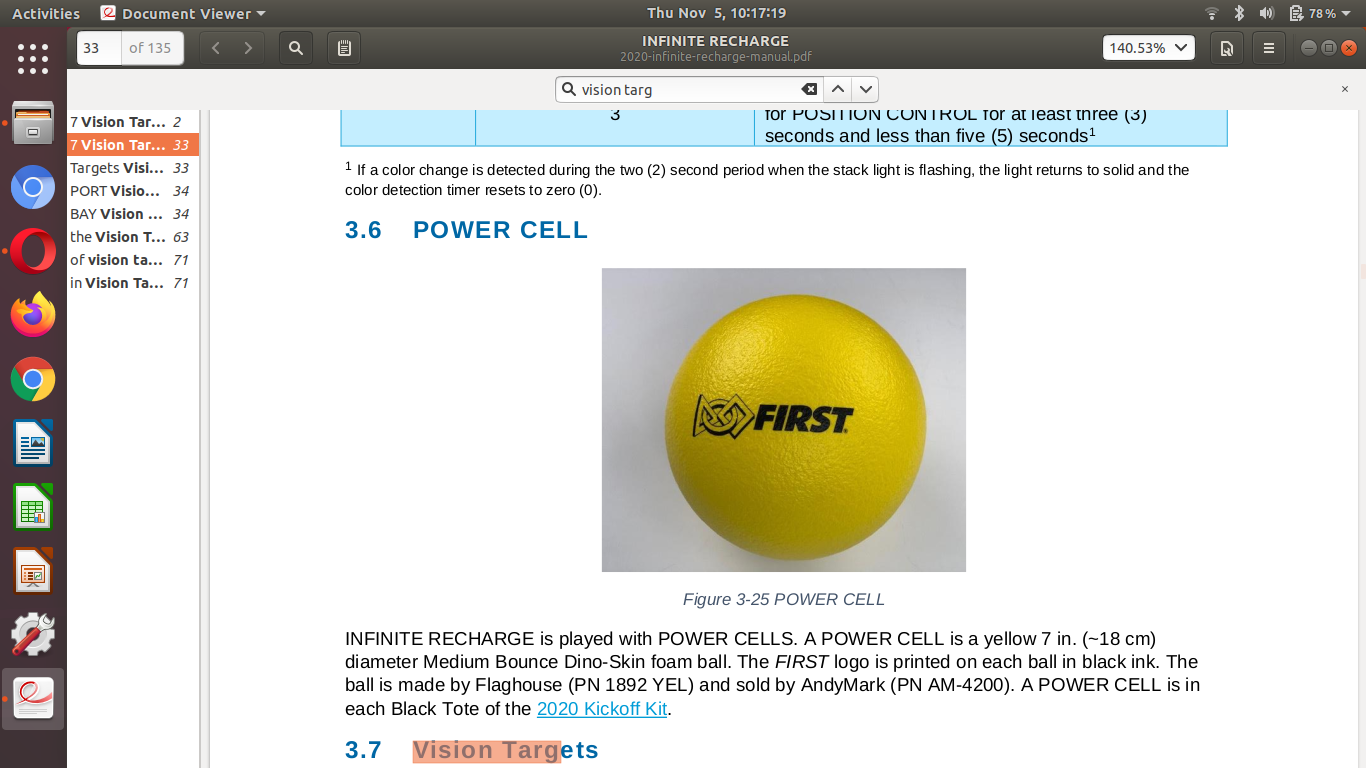 Activities
Document Viewer
Thu Nov 5, 10:17:19
78 %
33
of 135
INFINITE RECHARGE
2020-infinite-recharge-manual.pdf
140.53%
vision targ
7 Vision Tar… 2
7 Vision Tar… 33
Targets Visi… 33
PORT Visio… 34
BAY Vision … 34
the Vision T… 63
of vision ta… 71
in Vision Ta… 71
3
for POSITION CONTROL for at least three (3)
seconds and less than five (5) seconds¹
¹ If a color change is detected during the two (2) second period when the stack light is flashing, the light returns to solid and the
color detection timer resets to zero (0).
3.6 POWER CELL
FIRST
Figure 3-25 POWER CELL
INFINITE RECHARGE is played with POWER CELLS. A POWER CELL is a yellow 7 in. (~18 cm)
diameter Medium Bounce Dino-Skin foam ball. The FIRST logo is printed on each ball in black ink. The
ball is made by Flaghouse (PN 1892 YEL) and sold by AndyMark (PN AM-4200). A POWER CELL is in
each Black Tote of the 2020 Kickoff Kit.
3.7 Vision Targets